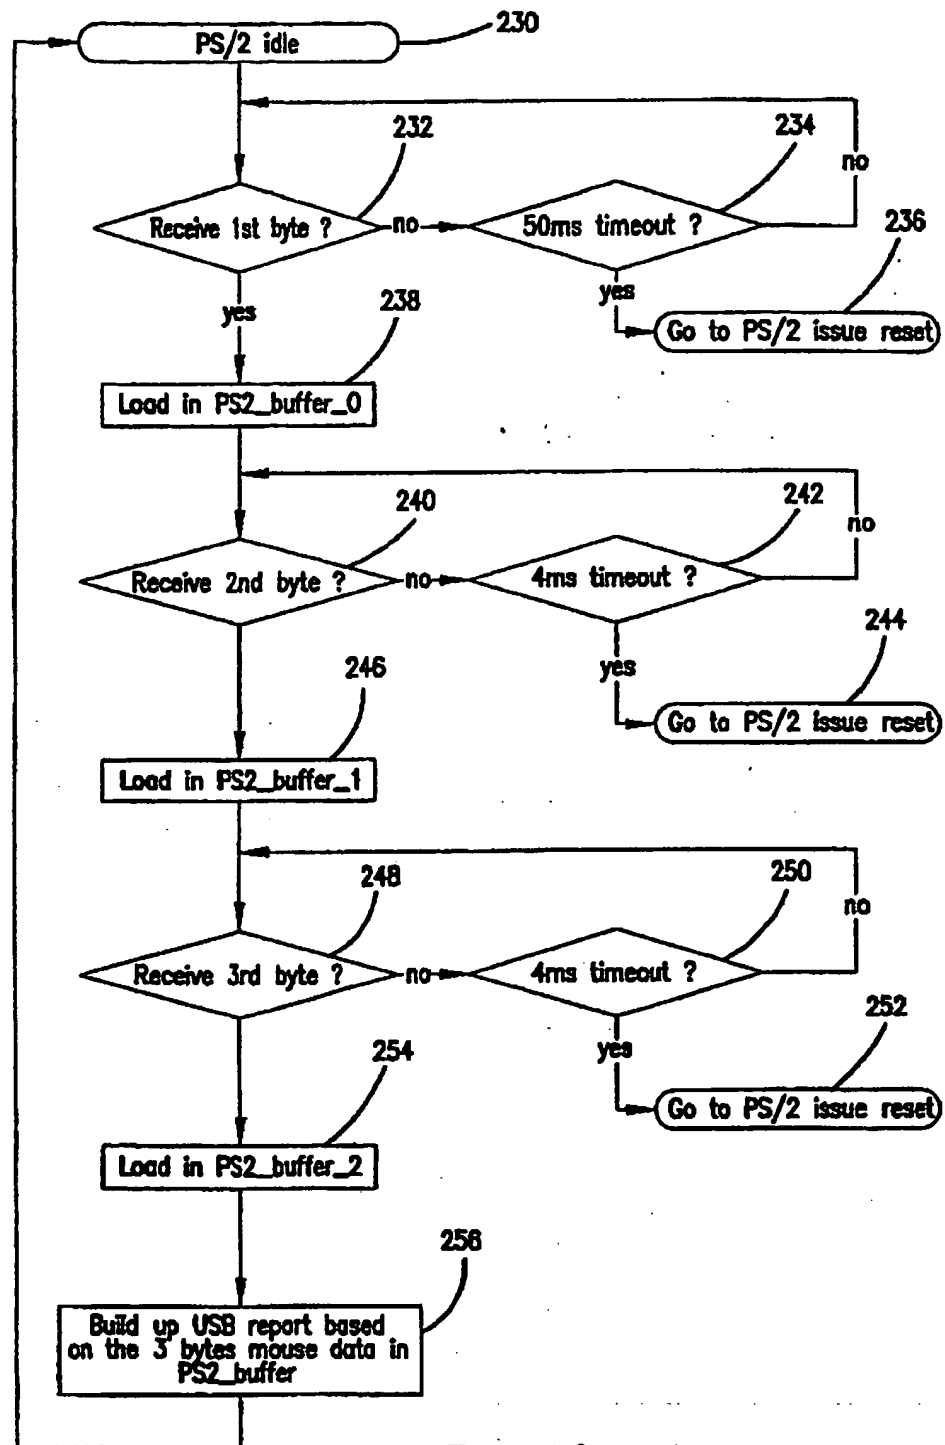 230
PS/2 idle
232
234
no
Receive 1st byte ?
no
50ms timeout ?
236
yes
238
yes
Go to PS/2 issue reset
Load in PS2_buffer_0
240
242
no
Receive 2nd byte ?
no
4ms timeout ?
244
246
yes
Go to PS/2 issue reset
Load in PS2_buffer_1
248
250
no
Receive 3rd byte ?
no
4ms timeout ?
252
254
yes
Go to PS/2 issue reset
Load in PS2_buffer_2
256
Build up USB report based
on the 3 bytes mouse data in
PS2_buffer